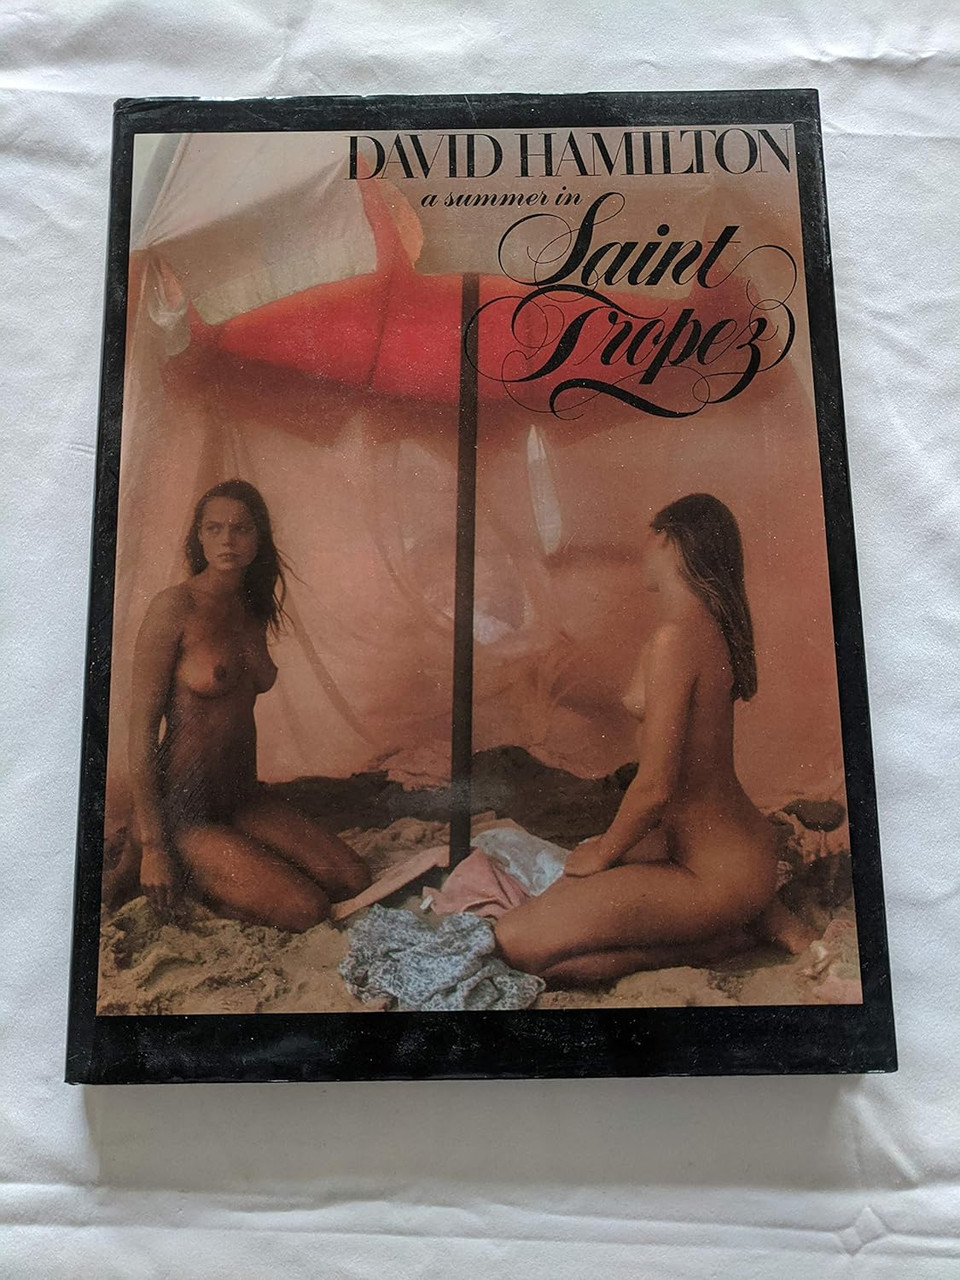 DAVID HAMILTON
a summer in
Saint
Tropez